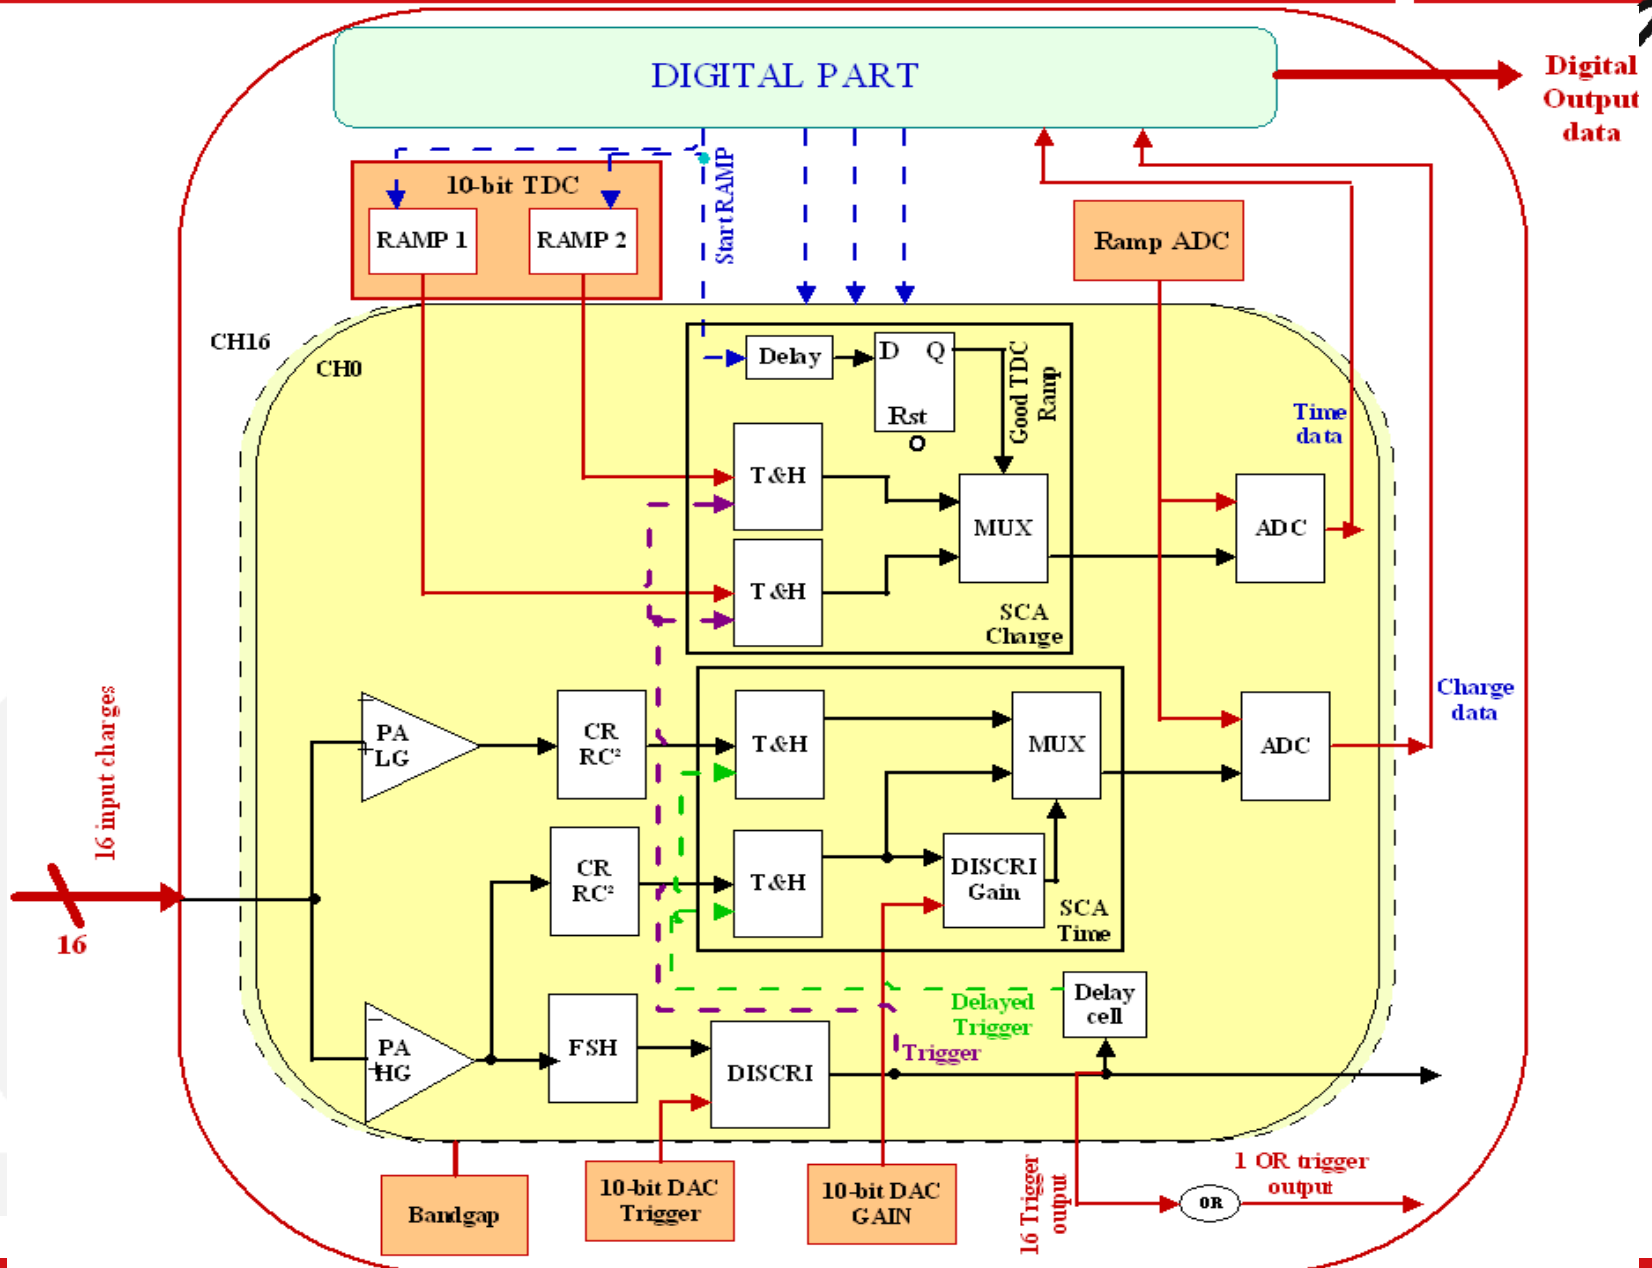 DIGITAL PART
Digital
Output
data
10-bit TDC
RAMP 1
RAMP 2
Start RAMP
Ramp ADC
CH16
CH0
Delay
D Q
Rst
Good TDC
Ramp
Time
data
T&H
MUX
ADC
T&H
SCA
Charge
16 input charges
16
PA
LG
CR
RC²
T&H
MUX
ADC
Charge
data
CR
RC²
T&H
DISCRI
Gain
SCA
Time
Delayed
Trigger
Delay
cell
PA
HG
FSH
DISCRI
Trigger
Bandgap
10-bit DAC
Trigger
10-bit DAC
GAIN
16 Trigger
output
OR
1 OR trigger
output